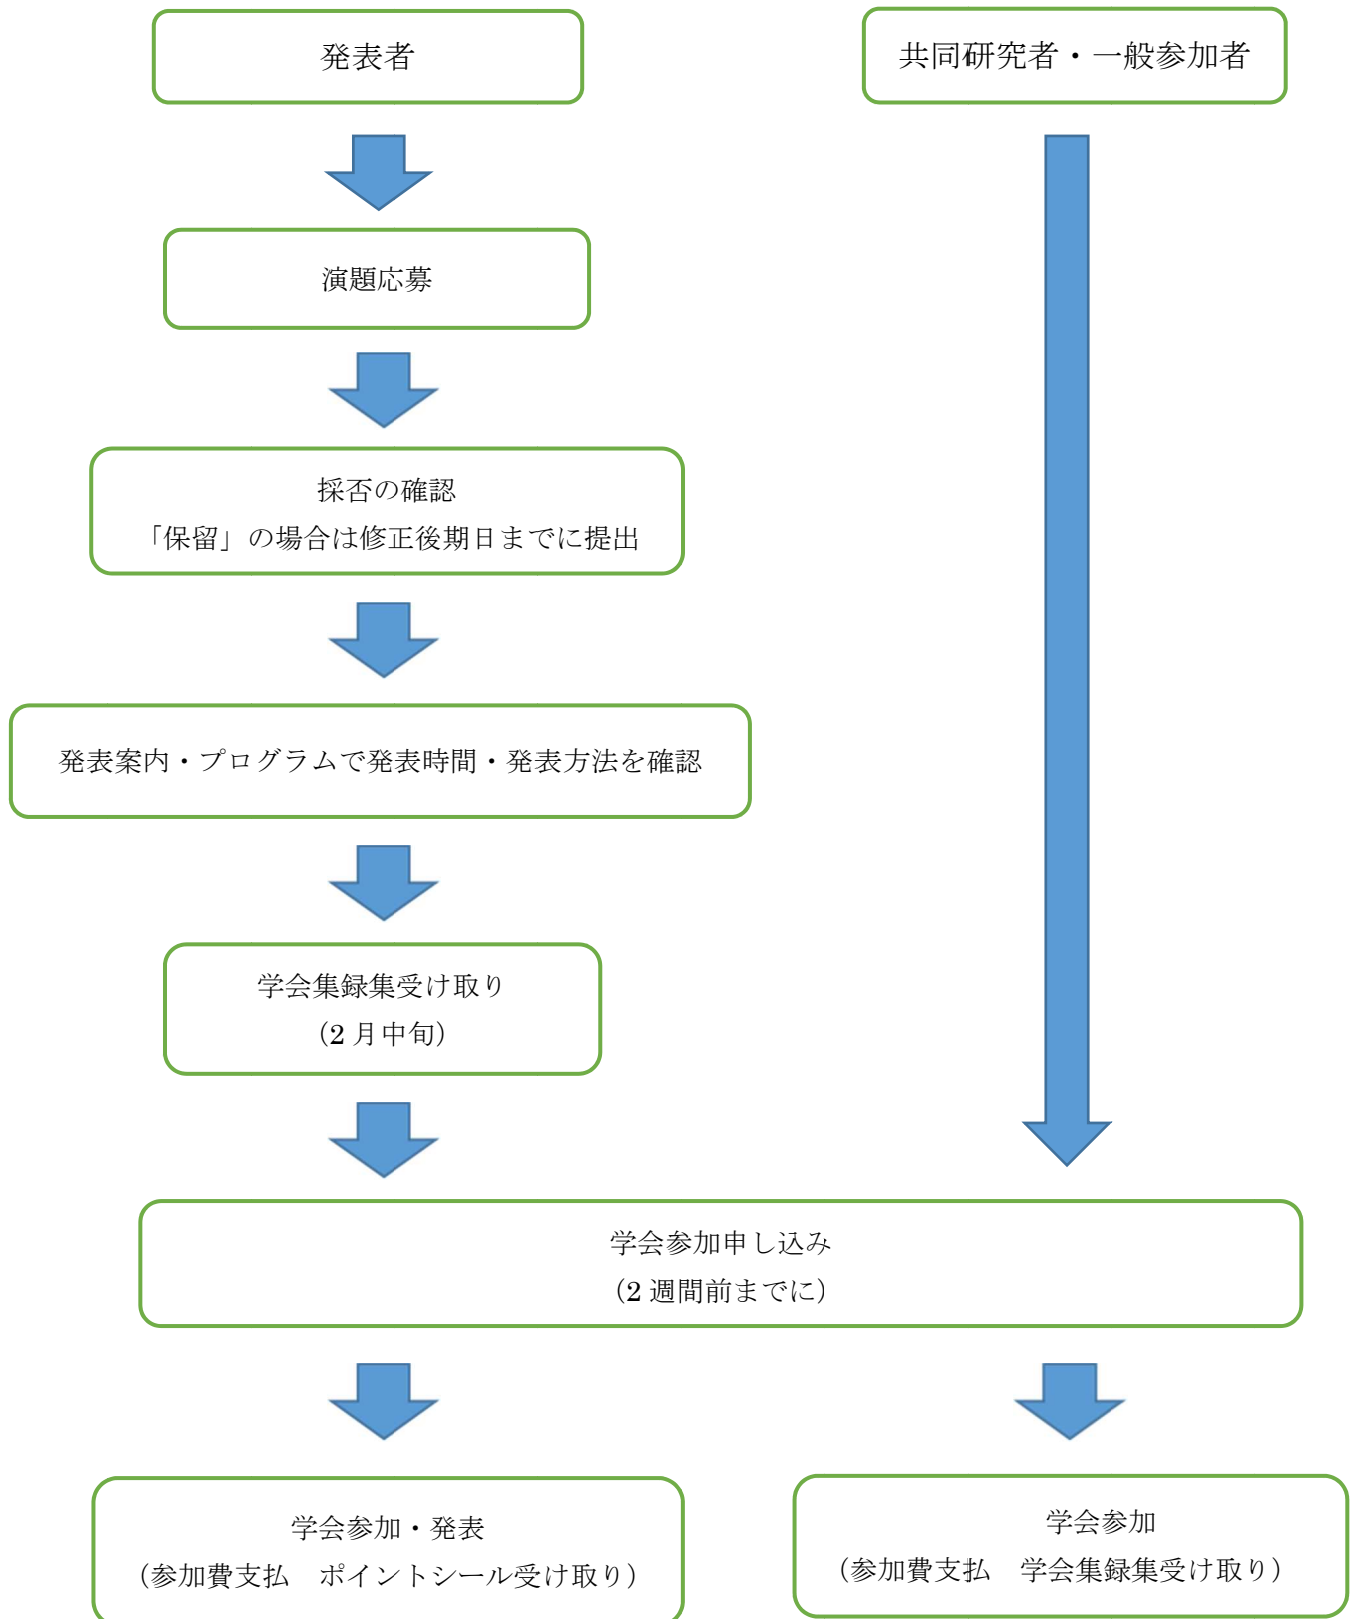 発表者
共同研究者・一般参加者
演題応募
採否の確認
「保留」の場合は修正後期日までに提出
発表案内・プログラムで発表時間・発表方法を確認
学会集録集受け取り
（2 月中旬）
学会参加申し込み
（2 週間前までに）
学会参加・発表
（参加費支払　ポイントシール受け取り）
学会参加
（参加費支払　学会集録集受け取り）